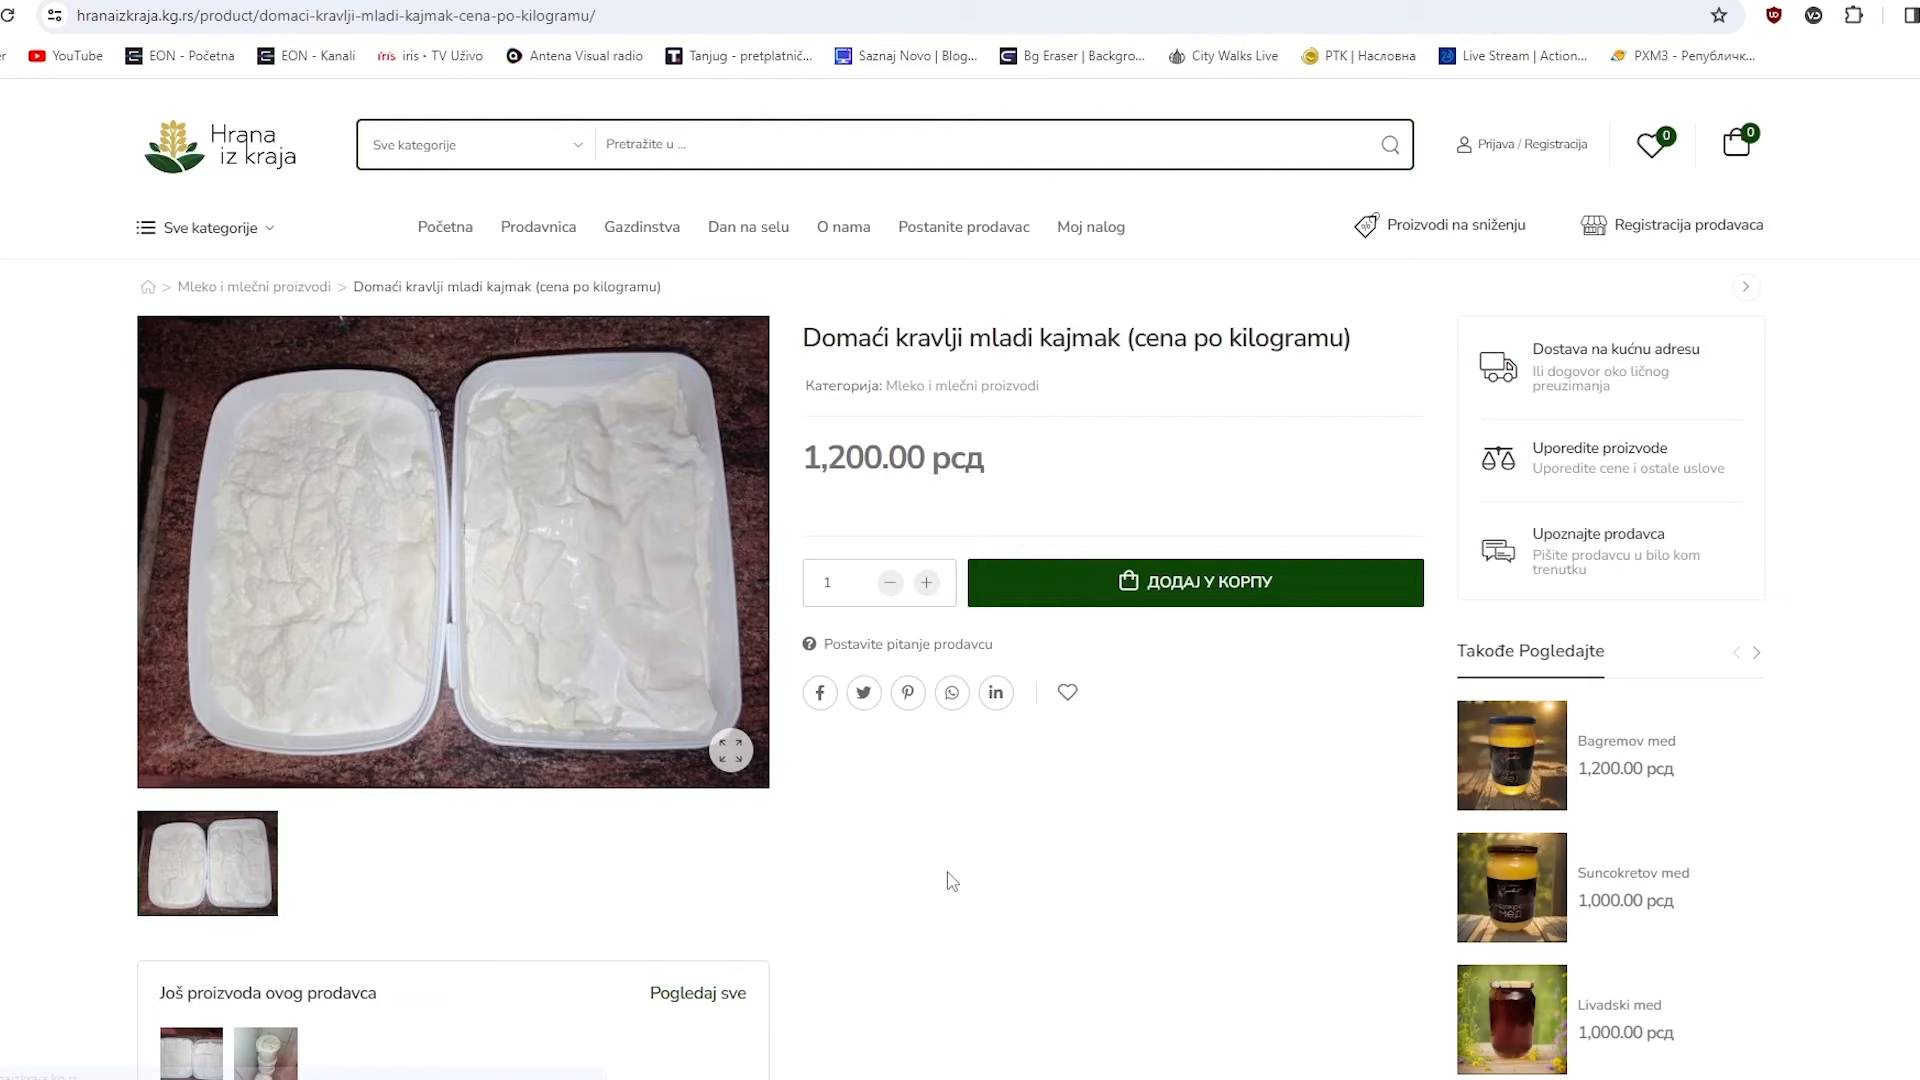 hranaizkraja.kg.rs/product/domaci-kravlji-mladi-kajmak-cena-po-kilogramu/
YouTube
EON - Početna
EON - Kanali
iris • TV Uživo
Antena Visual radio
Tanjug - pretplatnič...
Saznaj Novo | Blog...
Bg Eraser | Backgro...
City Walks Live
РТК | Насловна
Live Stream | Action...
РХМЗ - Републичк...
Hrana
iz kraja
Sve kategorije
Pretražite u ...
Prijava / Registracija
0
0
Sve kategorije
Početna
Prodavnica
Gazdinstva
Dan na selu
O nama
Postanite prodavac
Moj nalog
Proizvodi na sniženju
Registracija prodavaca
> Mleko i mlečni proizvodi > Domaći kravlji mladi kajmak (cena po kilogramu)
Domaći kravlji mladi kajmak (cena po kilogramu)
Категорија: Mleko i mlečni proizvodi
1,200.00 рсд
1 − +
ДОДАЈ У КОРПУ
Postavite pitanje prodavcu
Dostava na kućnu adresu
Ili dogovor oko ličnog
preuzimanja
Uporedite proizvode
Uporedite cene i ostale uslove
Upoznajte prodavca
Pišite prodavcu u bilo kom
trenutku
Takođe Pogledajte
Bagremov med
1,200.00 рсд
Suncokretov med
1,000.00 рсд
Livadski med
1,000.00 рсд
Još proizvoda ovog prodavca
Pogledaj sve